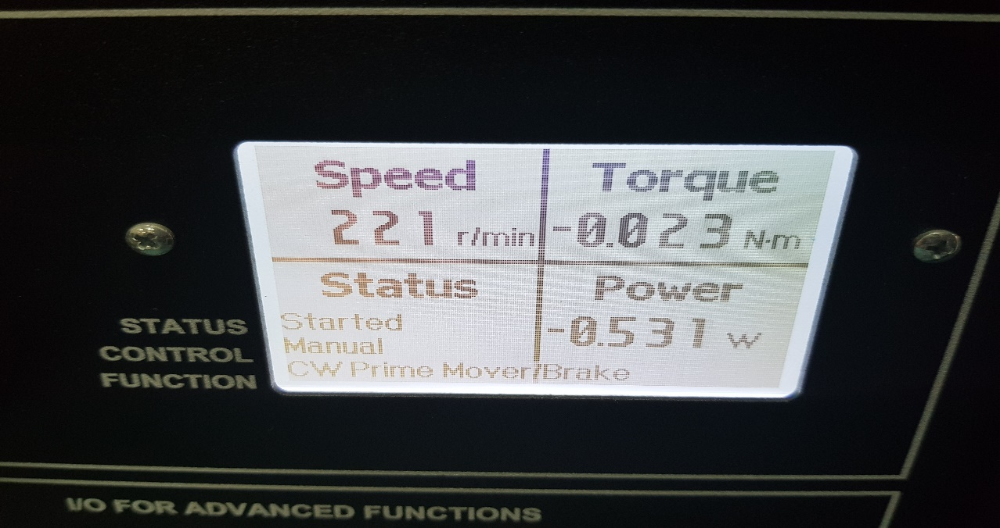 Speed
221 r/min
Torque
-0.023 N·m
Status
Started
Manual
CW Prime Mover/Brake
Power
-0.531 W
STATUS
CONTROL
FUNCTION
I/O FOR ADVANCED FUNCTIONS